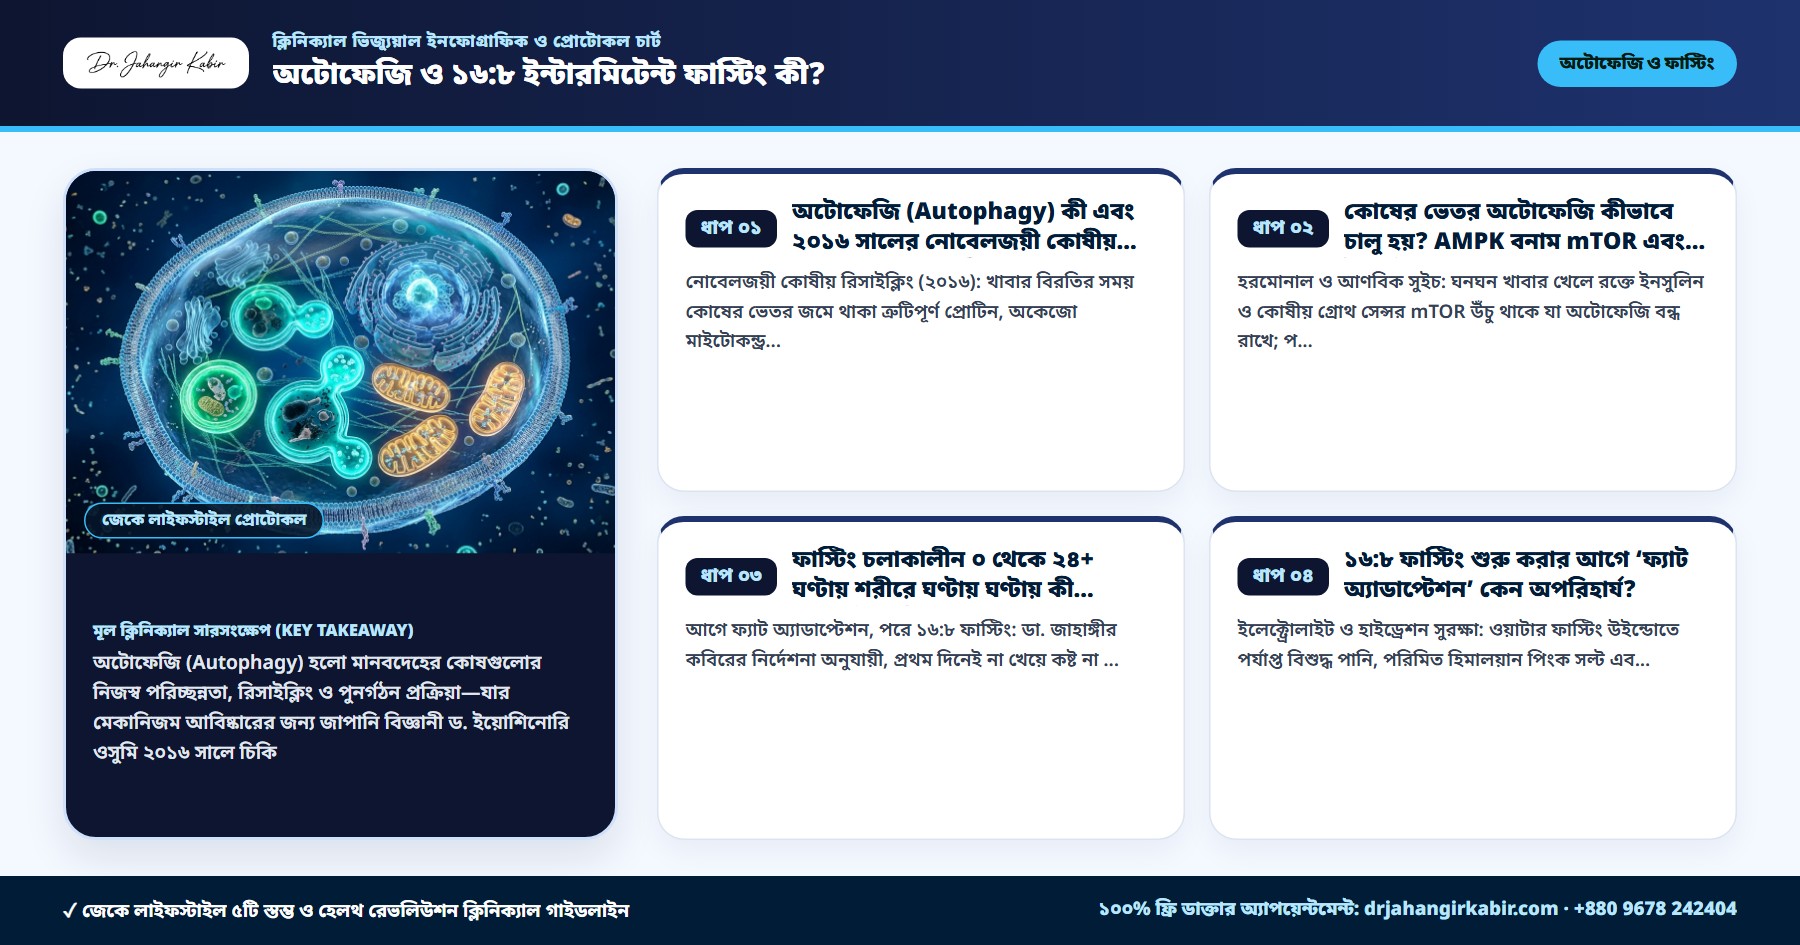 Dr. Jahangir Kabir
ক্লিনিক্যাল ভিজ্যুয়াল ইনফোগ্রাফিক ও প্রোটোকল চার্ট
অটোফেজি ও ১৬:৮ ইন্টারমিটেন্ট ফাস্টিং কী?
অটোফেজি ও ফাস্টিং
জেকে লাইফস্টাইল প্রোটোকল
মূল ক্লিনিক্যাল সারসংক্ষেপ (KEY TAKEAWAY)
অটোফেজি (Autophagy) হলো মানবদেহের কোষগুলোর
নিজস্ব পরিচ্ছন্নতা, রিসাইক্লিং ও পুনর্গঠন প্রক্রিয়া—যার
মেকানিজম আবিষ্কারের জন্য জাপানি বিজ্ঞানী ড. ইয়োশিনোরি
ওসুমি ২০১৬ সালে চিকি
ধাপ ০১
অটোফেজি (Autophagy) কী এবং
২০১৬ সালের নোবেলজয়ী কোষীয়...
নোবেলজয়ী কোষীয় রিসাইক্লিং (২০১৬): খাবার বিরতির সময়
কোষের ভেতর জমে থাকা ত্রুটিপূর্ণ প্রোটিন, অকেজো
মাইটোকন্ড্র...
ধাপ ০২
কোষের ভেতর অটোফেজি কীভাবে
চালু হয়? AMPK বনাম mTOR এবং...
হরমোনাল ও আণবিক সুইচ: ঘনঘন খাবার খেলে রক্তে ইনসুলিন
ও কোষীয় গ্রোথ সেন্সর mTOR উঁচু থাকে যা অটোফেজি বন্ধ
রাখে; প...
ধাপ ০৩
ফাস্টিং চলাকালীন ০ থেকে ২৪+
ঘণ্টায় শরীরে ঘণ্টায় ঘণ্টায় কী...
আগে ফ্যাট অ্যাডাপ্টেশন, পরে ১৬:৮ ফাস্টিং: ডা. জাহাঙ্গীর
কবিরের নির্দেশনা অনুযায়ী, প্রথম দিনেই না খেয়ে কষ্ট না ...
ধাপ ০৪
১৬:৮ ফাস্টিং শুরু করার আগে ‘ফ্যাট
অ্যাডাপ্টেশন’ কেন অপরিহার্য?
ইলেক্ট্রোলাইট ও হাইড্রেশন সুরক্ষা: ওয়াটার ফাস্টিং উইন্ডোতে
পর্যাপ্ত বিশুদ্ধ পানি, পরিমিত হিমালয়ান পিংক সল্ট এব...
✓ জেকে লাইফস্টাইল ৫টি স্তম্ভ ও হেলথ রেভলিউশন ক্লিনিক্যাল গাইডলাইন
১০০% ফ্রি ডাক্তার অ্যাপয়েন্টমেন্ট: drjahangirkabir.com · +880 9678 242404